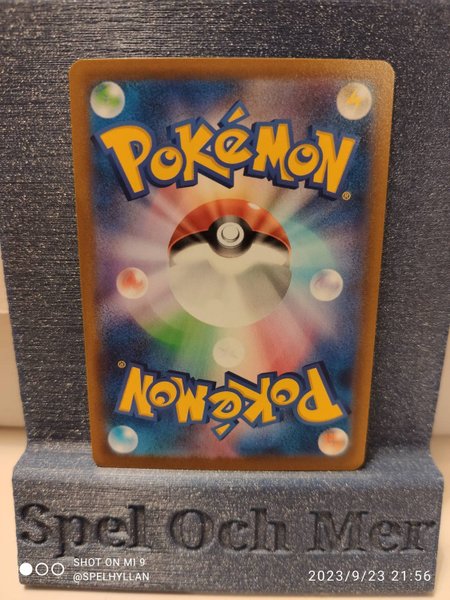 POKéMON
®
®
POKéMON
Spel Och Mer
SHOT ON MI 9
@SPELHYLLAN
2023/9/23 21:56